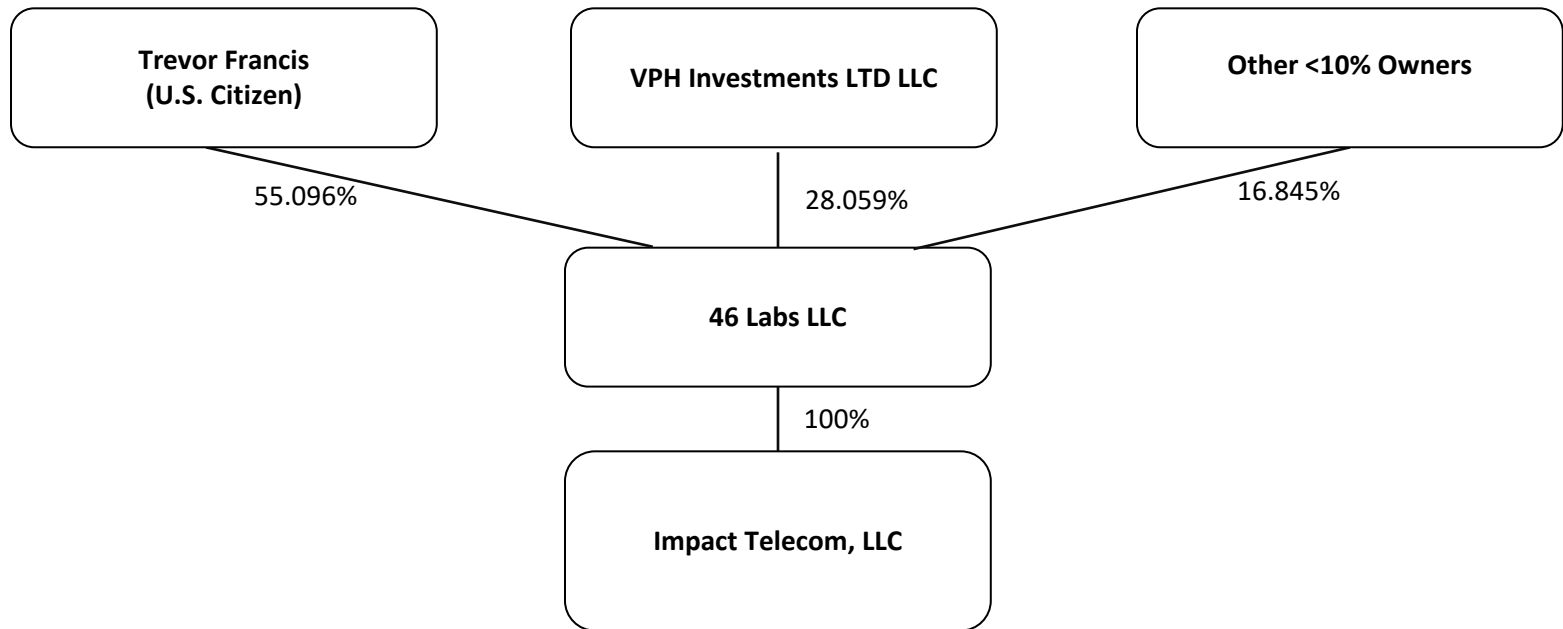 Trevor Francis
(U.S. Citizen)
VPH Investments LTD LLC
Other <10% Owners
55.096%
28.059%
16.845%
46 Labs LLC
100%
Impact Telecom, LLC